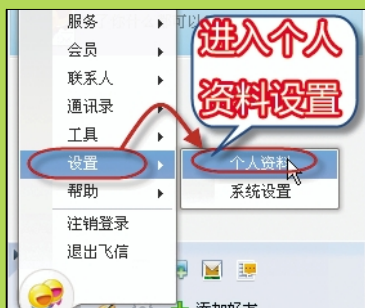 服务
会员
联系人
通讯录
工具
设置
帮助
注销登录
退出飞信
进入个人
资料设置
个人资料
系统设置
添加好友